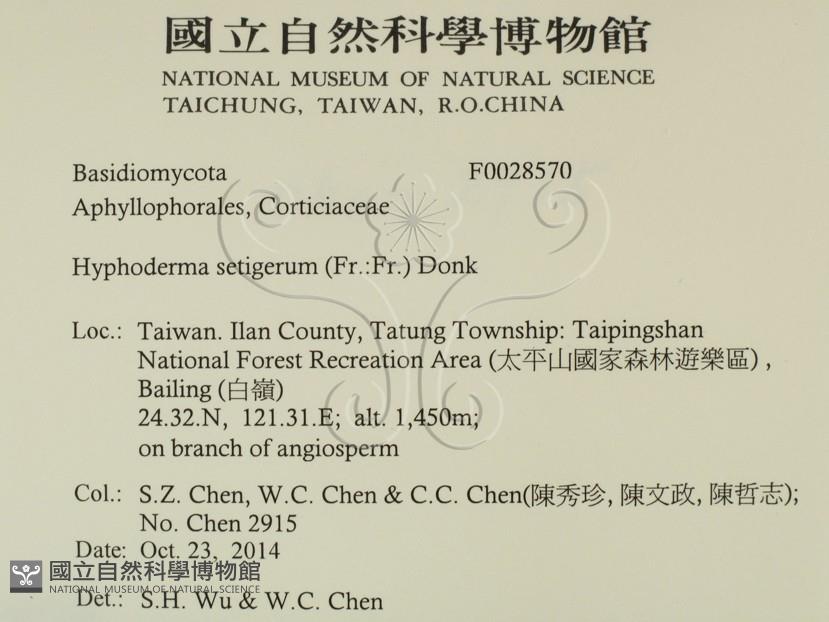 國立自然科學博物館
NATIONAL MUSEUM OF NATURAL SCIENCE
TAICHUNG, TAIWAN, R.O.CHINA
Basidiomycota F0028570
Aphyllophorales, Corticiaceae
Hyphoderma setigerum (Fr.:Fr.) Donk
Loc.: Taiwan. Ilan County, Tatung Township: Taipingshan
National Forest Recreation Area (太平山國家森林遊樂區) ,
Bailing (白嶺)
24.32.N, 121.31.E; alt. 1,450m;
on branch of angiosperm
Col.: S.Z. Chen, W.C. Chen & C.C. Chen(陳秀珍, 陳文政, 陳哲志);
No. Chen 2915
Date: Oct. 23, 2014
國立自然科學博物館
NATIONAL MUSEUM OF NATURAL SCIENCE
Det.: S.H. Wu & W.C. Chen